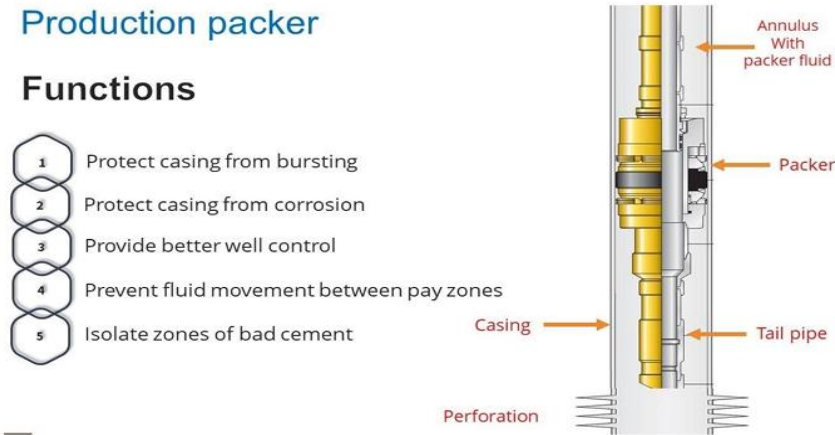 Production packer
Functions
1 Protect casing from bursting
2 Protect casing from corrosion
3 Provide better well control
4 Prevent fluid movement between pay zones
5 Isolate zones of bad cement
Annulus
With
packer fluid
Packer
Casing
Tail pipe
Perforation